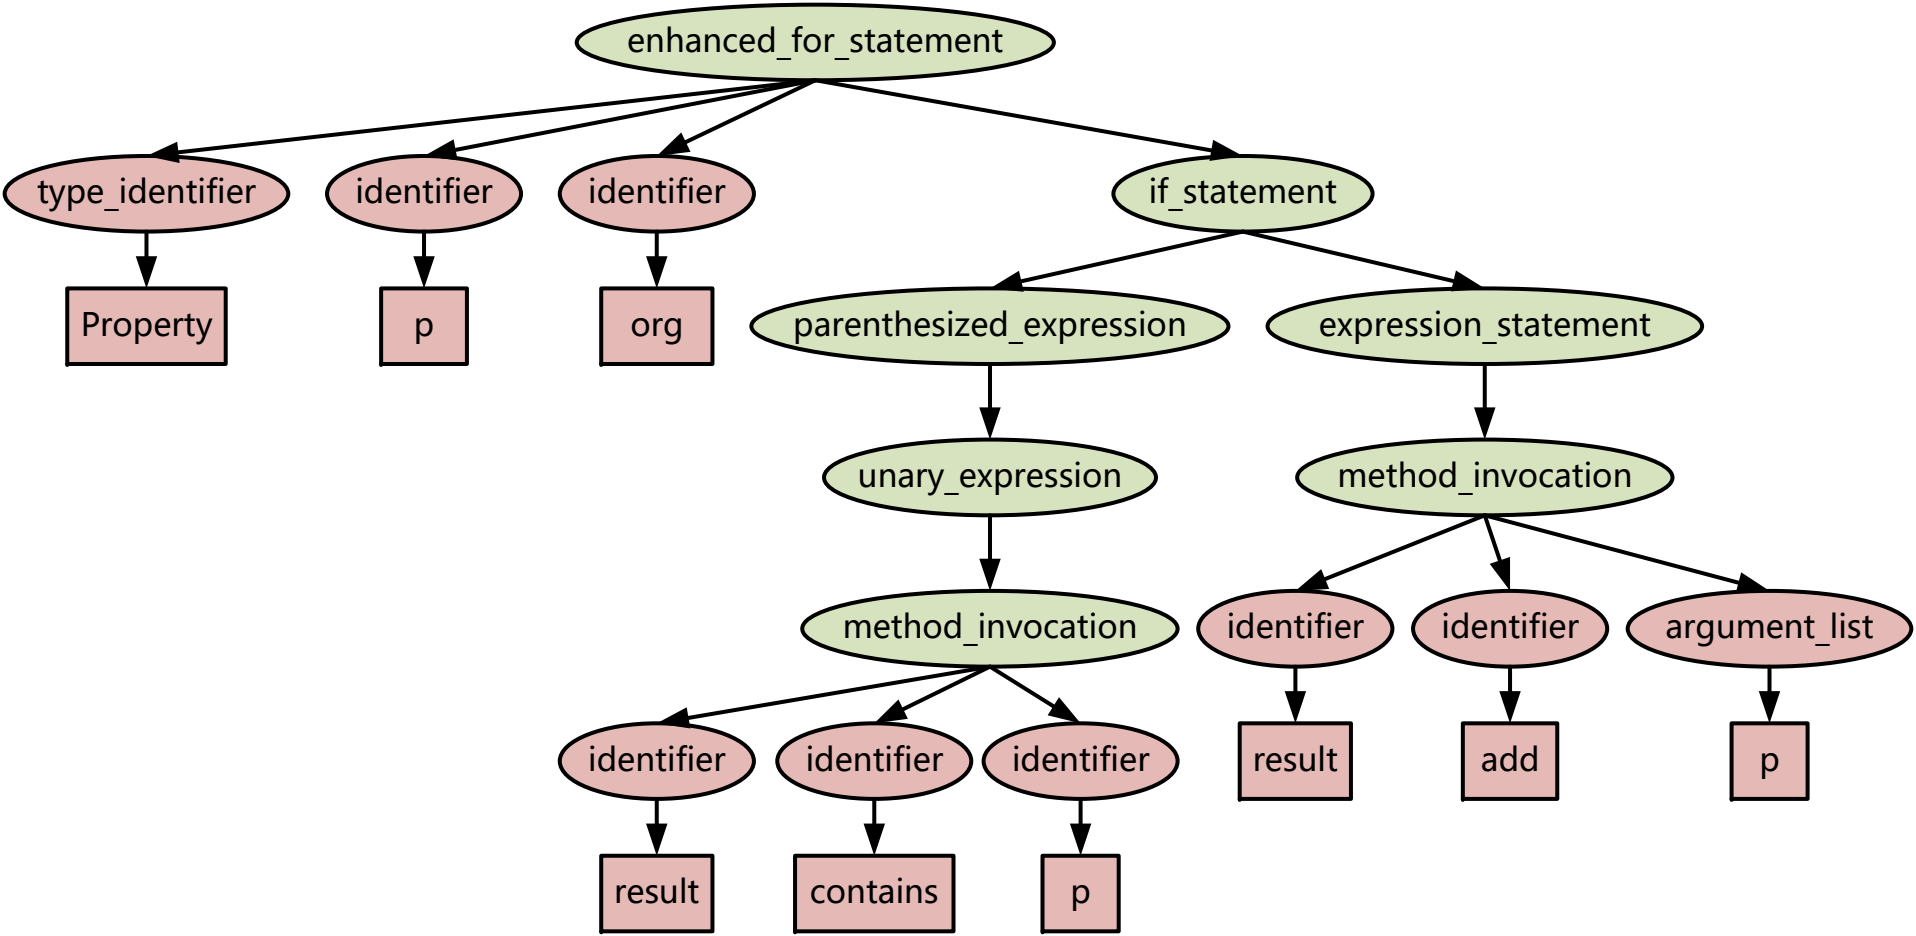 enhanced_for_statement
type_identifier identifier identifier if_statement
Property p org parenthesized_expression expression_statement
unary_expression method_invocation
method_invocation identifier identifier argument_list
identifier identifier identifier result add p
result contains p